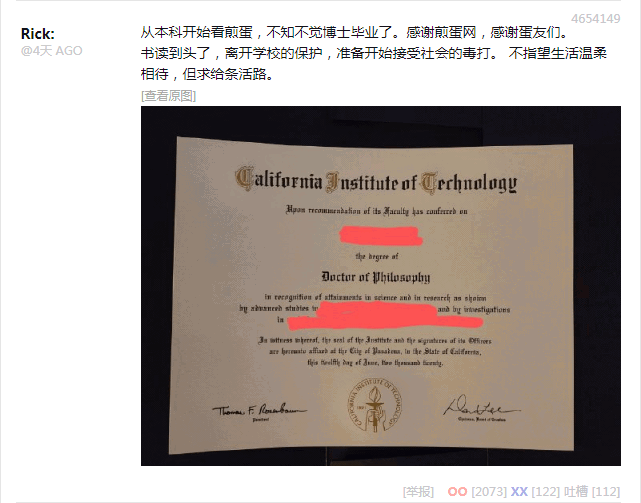 4654149
Rick:
@4天 AGO
从本科开始看煎蛋，不知不觉博士毕业了。感谢煎蛋网，感谢蛋友们。
书读到头了，离开学校的保护，准备开始接受社会的毒打。 不指望生活温柔
相待，但求给条活路。
[查看原图]
California Institute of Technology
Upon recommendation of its Faculty has conferred on
the degree of
Doctor of Philosophy
in recognition of attainments in science and in research as shown
by advanced studies in and by investigations
in
In witness whereof, the seal of the Institute and the signatures of its Officers
are hereunto affixed at the City of Pasadena, in the State of California,
this twelfth day of June, two thousand twenty.
CALIFORNIA INSTITUTE OF TECHNOLOGY
Thomas F. Rosenbaum
President
Chairman, Board of Trustees
[举报] OO [2073] XX [122] 吐槽 [112]